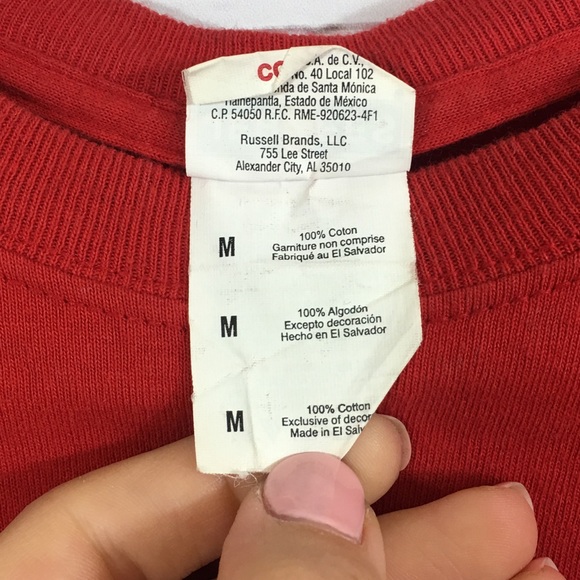 S.A. de C.V.,
No. 40 Local 102
da de Santa Mónica
Tlalnepantla, Estado de México
C.P. 54050 R.F.C. RME-920623-4F1
Russell Brands, LLC
755 Lee Street
Alexander City, AL 35010
M
100% Coton
Garniture non comprise
Fabriqué au El Salvador
M
100% Algodón
Excepto decoración
Hecho en El Salvador
M
100% Cotton
Exclusive of decor
Made in El Salv